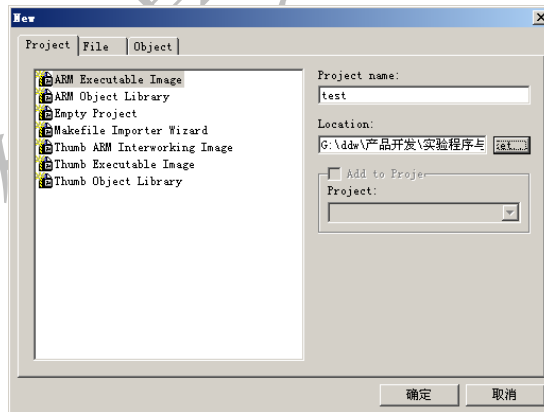 New
Project File Object
ARM Executable Image
ARM Object Library
Empty Project
Makefile Importer Wizard
Thumb ARM Interworking Image
Thumb Executable Image
Thumb Object Library
Project name:
test
Location:
G:\ddw\产品开发\实验程序与
et...
Add to Proje
Project:
确定 取消